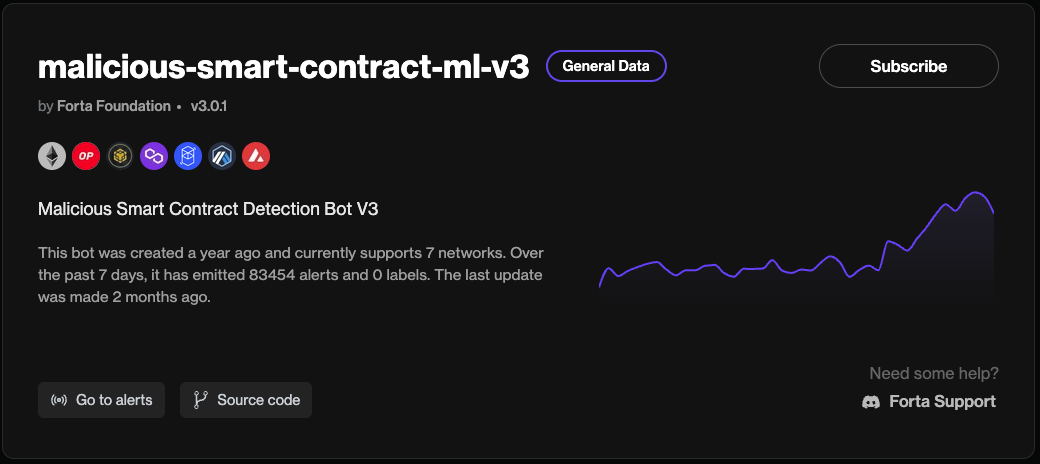 malicious-smart-contract-ml-v3
General Data
Subscribe
by Forta Foundation • v3.0.1
OP
Malicious Smart Contract Detection Bot V3
This bot was created a year ago and currently supports 7 networks. Over
the past 7 days, it has emitted 83454 alerts and 0 labels. The last update
was made 2 months ago.
Go to alerts
Source code
Need some help?
Forta Support